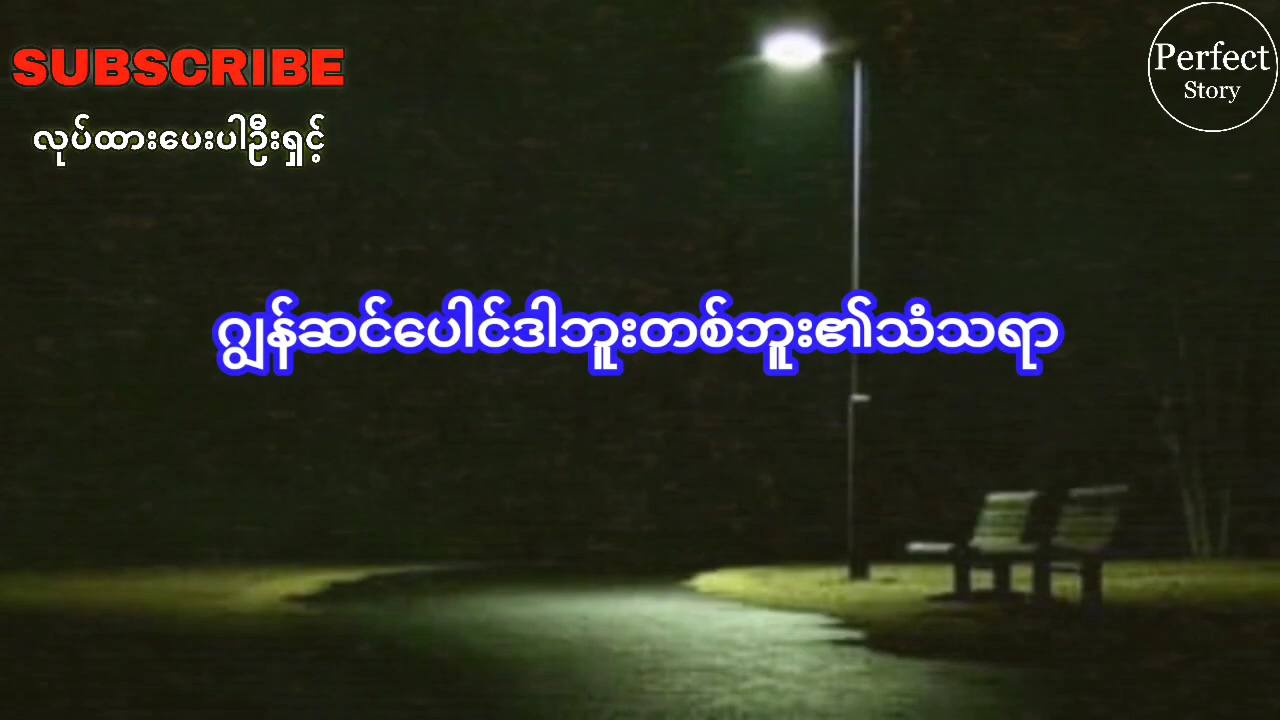 SUBSCRIBE
လုပ်ထားပေးပါဦးရှင့်
Perfect
Story
ဂျွန်ဆင်ပေါင်ဒါဘူးတစ်ဘူး၏သံသရာ